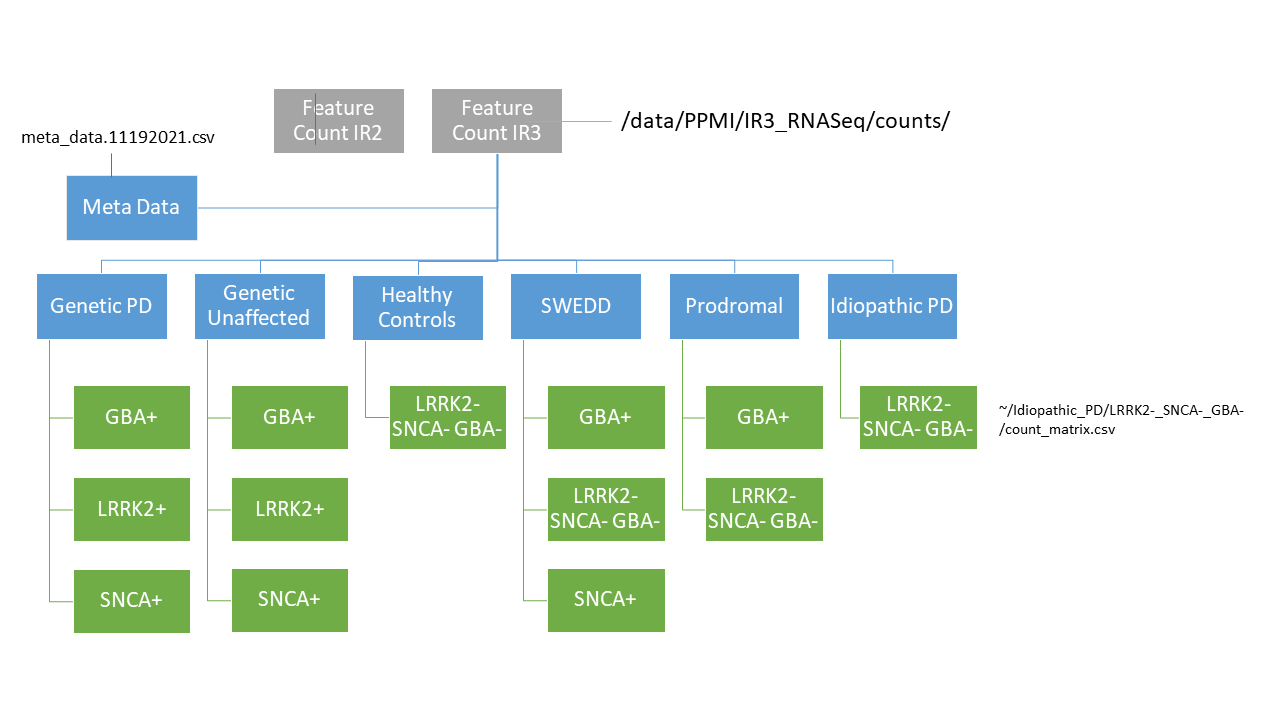 Feature
Count IR2
Feature
Count IR3
/data/PPMI/IR3_RNASeq/counts/
meta_data.11192021.csv
Meta Data
Genetic PD
Genetic
Unaffected
Healthy
Controls
SWEDD
Prodromal
Idiopathic PD
GBA+
GBA+
LRRK2-
SNCA- GBA-
GBA+
GBA+
LRRK2-
SNCA- GBA-
~/Idiopathic_PD/LRRK2-_SNCA-_GBA-
/count_matrix.csv
LRRK2+
LRRK2+
LRRK2-
SNCA- GBA-
LRRK2-
SNCA- GBA-
SNCA+
SNCA+
SNCA+